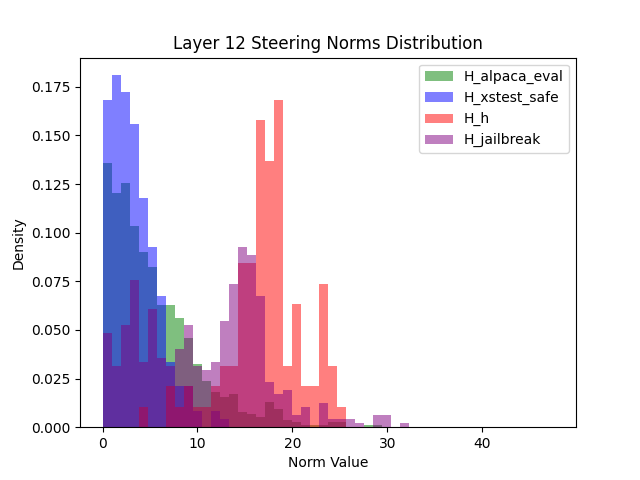 Layer 12 Steering Norms Distribution
H_alpaca_eval
H_xstest_safe
H_h
H_jailbreak
Density
0.175
0.150
0.125
0.100
0.075
0.050
0.025
0.000
0
10
20
30
40
Norm Value